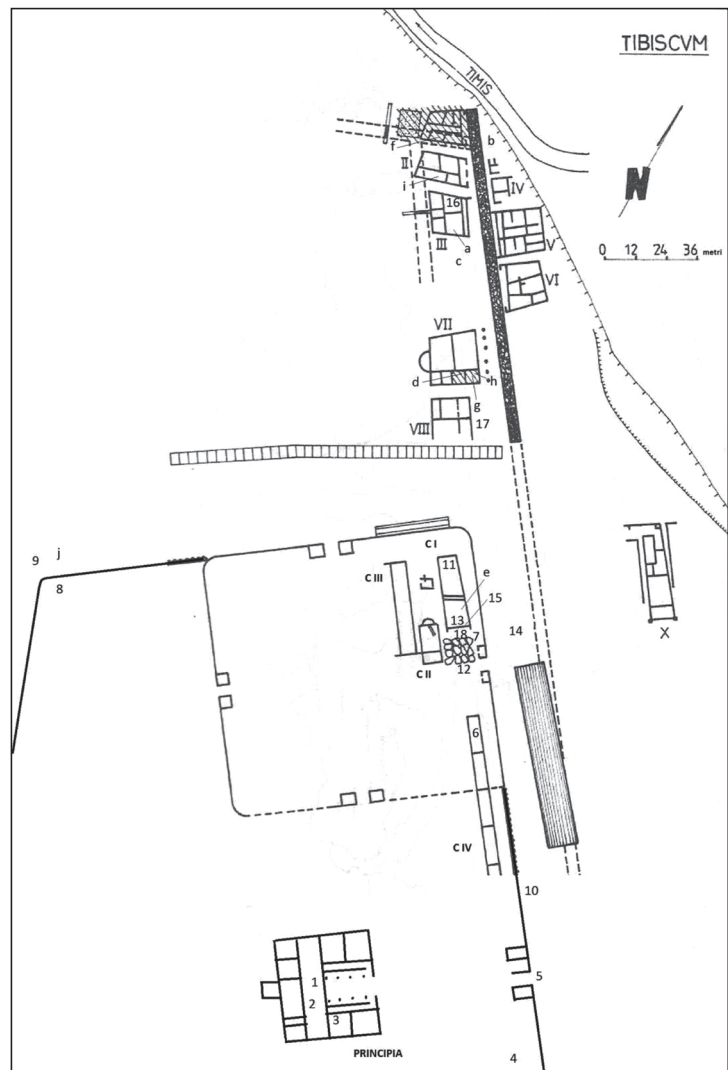 TIBISCVM
TIMIS
N
0 12 24 36 metri
I
b
f
II
i
IV
16
III
a
c
V
VI
VII
d
h
g
VIII
17
9
j
8
C I
C III
11
e
15
13
14
18
7
C II
12
X
6
C IV
10
5
1
2
3
PRINCIPIA
4